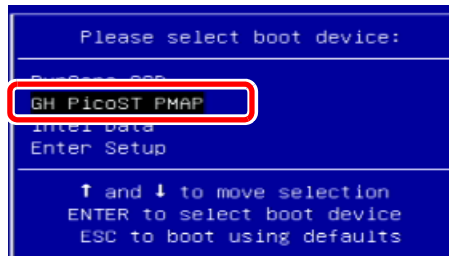 Please select boot device:
GH PicoST PMAP
Intel Data
Enter Setup
↑ and ↓ to move selection
ENTER to select boot device
ESC to boot using defaults